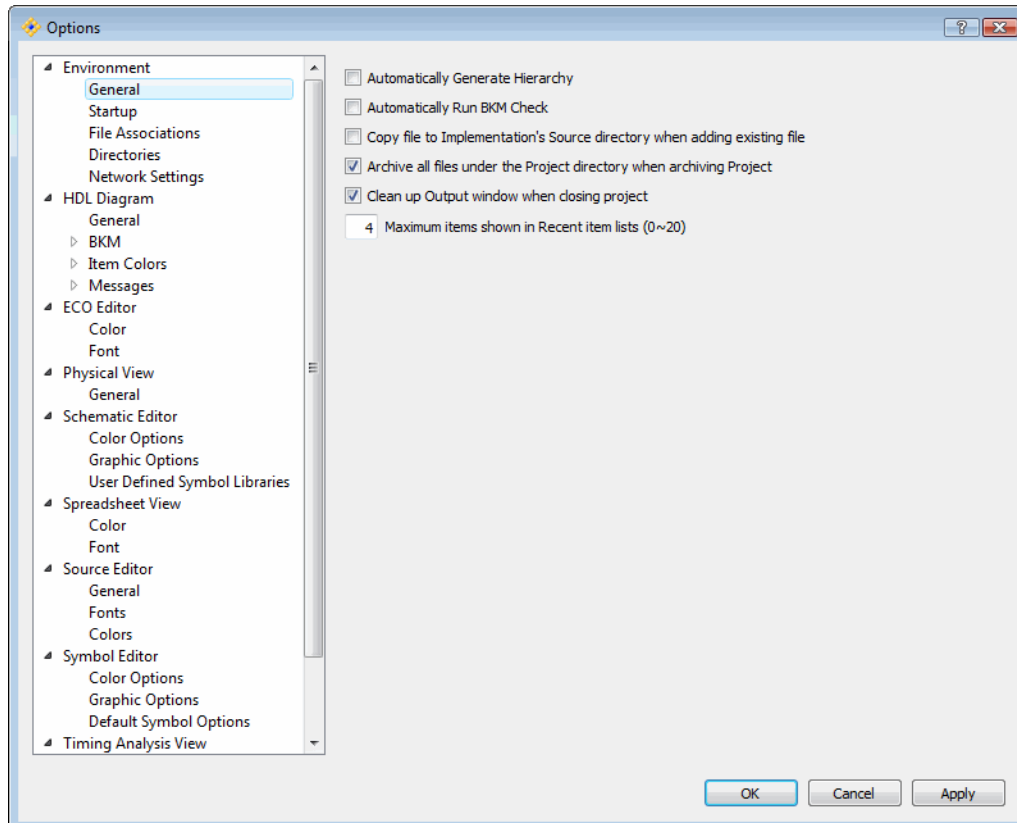 Options
Environment
General
Startup
File Associations
Directories
Network Settings
HDL Diagram
General
BKM
Item Colors
Messages
ECO Editor
Color
Font
Physical View
General
Schematic Editor
Color Options
Graphic Options
User Defined Symbol Libraries
Spreadsheet View
Color
Font
Source Editor
General
Fonts
Colors
Symbol Editor
Color Options
Graphic Options
Default Symbol Options
Timing Analysis View
Automatically Generate Hierarchy
Automatically Run BKM Check
Copy file to Implementation's Source directory when adding existing file
Archive all files under the Project directory when archiving Project
Clean up Output window when closing project
4 Maximum items shown in Recent item lists (0~20)
OK Cancel Apply